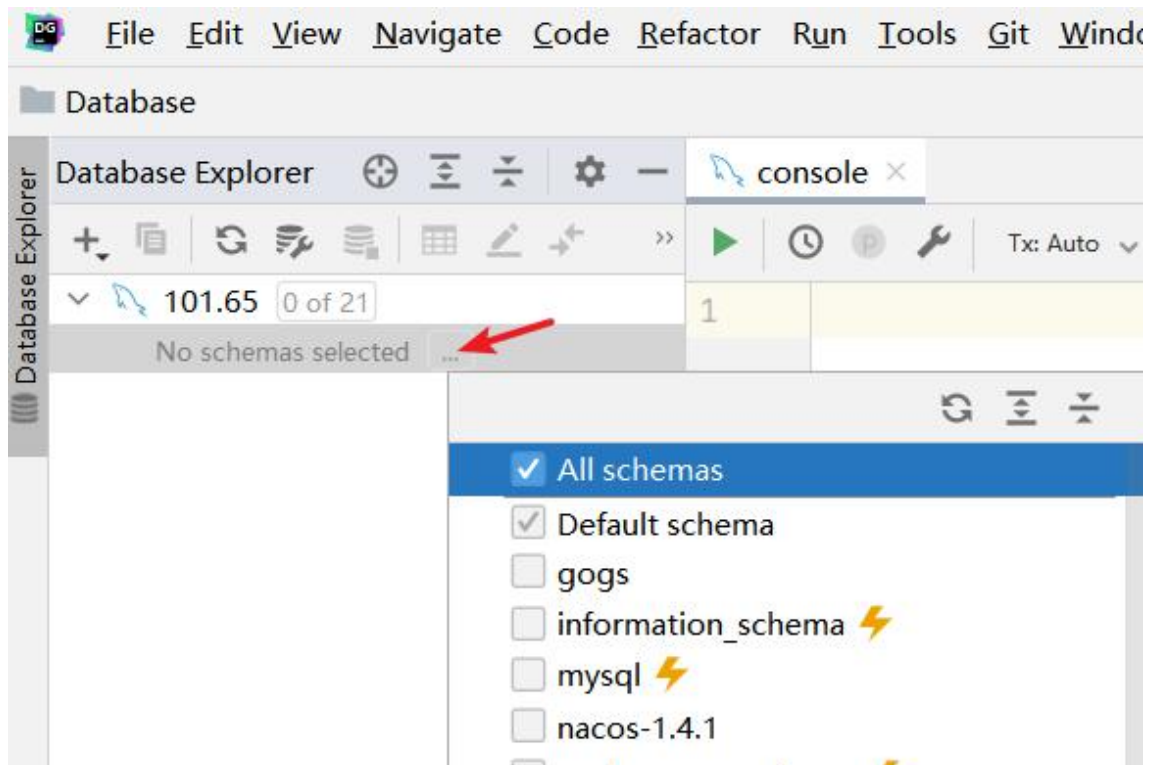 DG
File Edit View Navigate Code Refactor Run Tools Git
Database
Database Explorer
Database Explorer
console
Tx: Auto
101.65 0 of 21
1
No schemas selected ...
All schemas
Default schema
gogs
information_schema
mysql
nacos-1.4.1